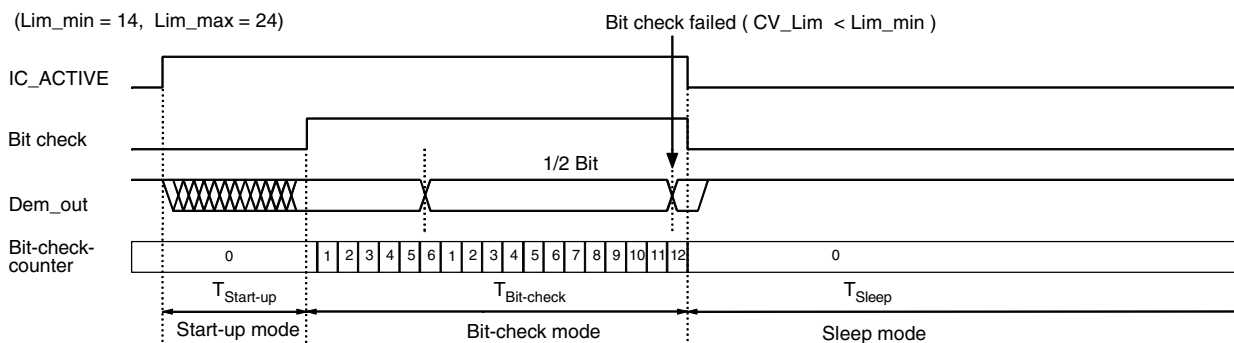 (Lim_min = 14, Lim_max = 24)
Bit check failed ( CV_Lim < Lim_min )
IC_ACTIVE
Bit check
1/2 Bit
Dem_out
Bit-check-
counter
0 1 2 3 4 5 6 1 2 3 4 5 6 7 8 9 10 11 12 0
TStart-up TBit-check TSleep
Start-up mode Bit-check mode Sleep mode